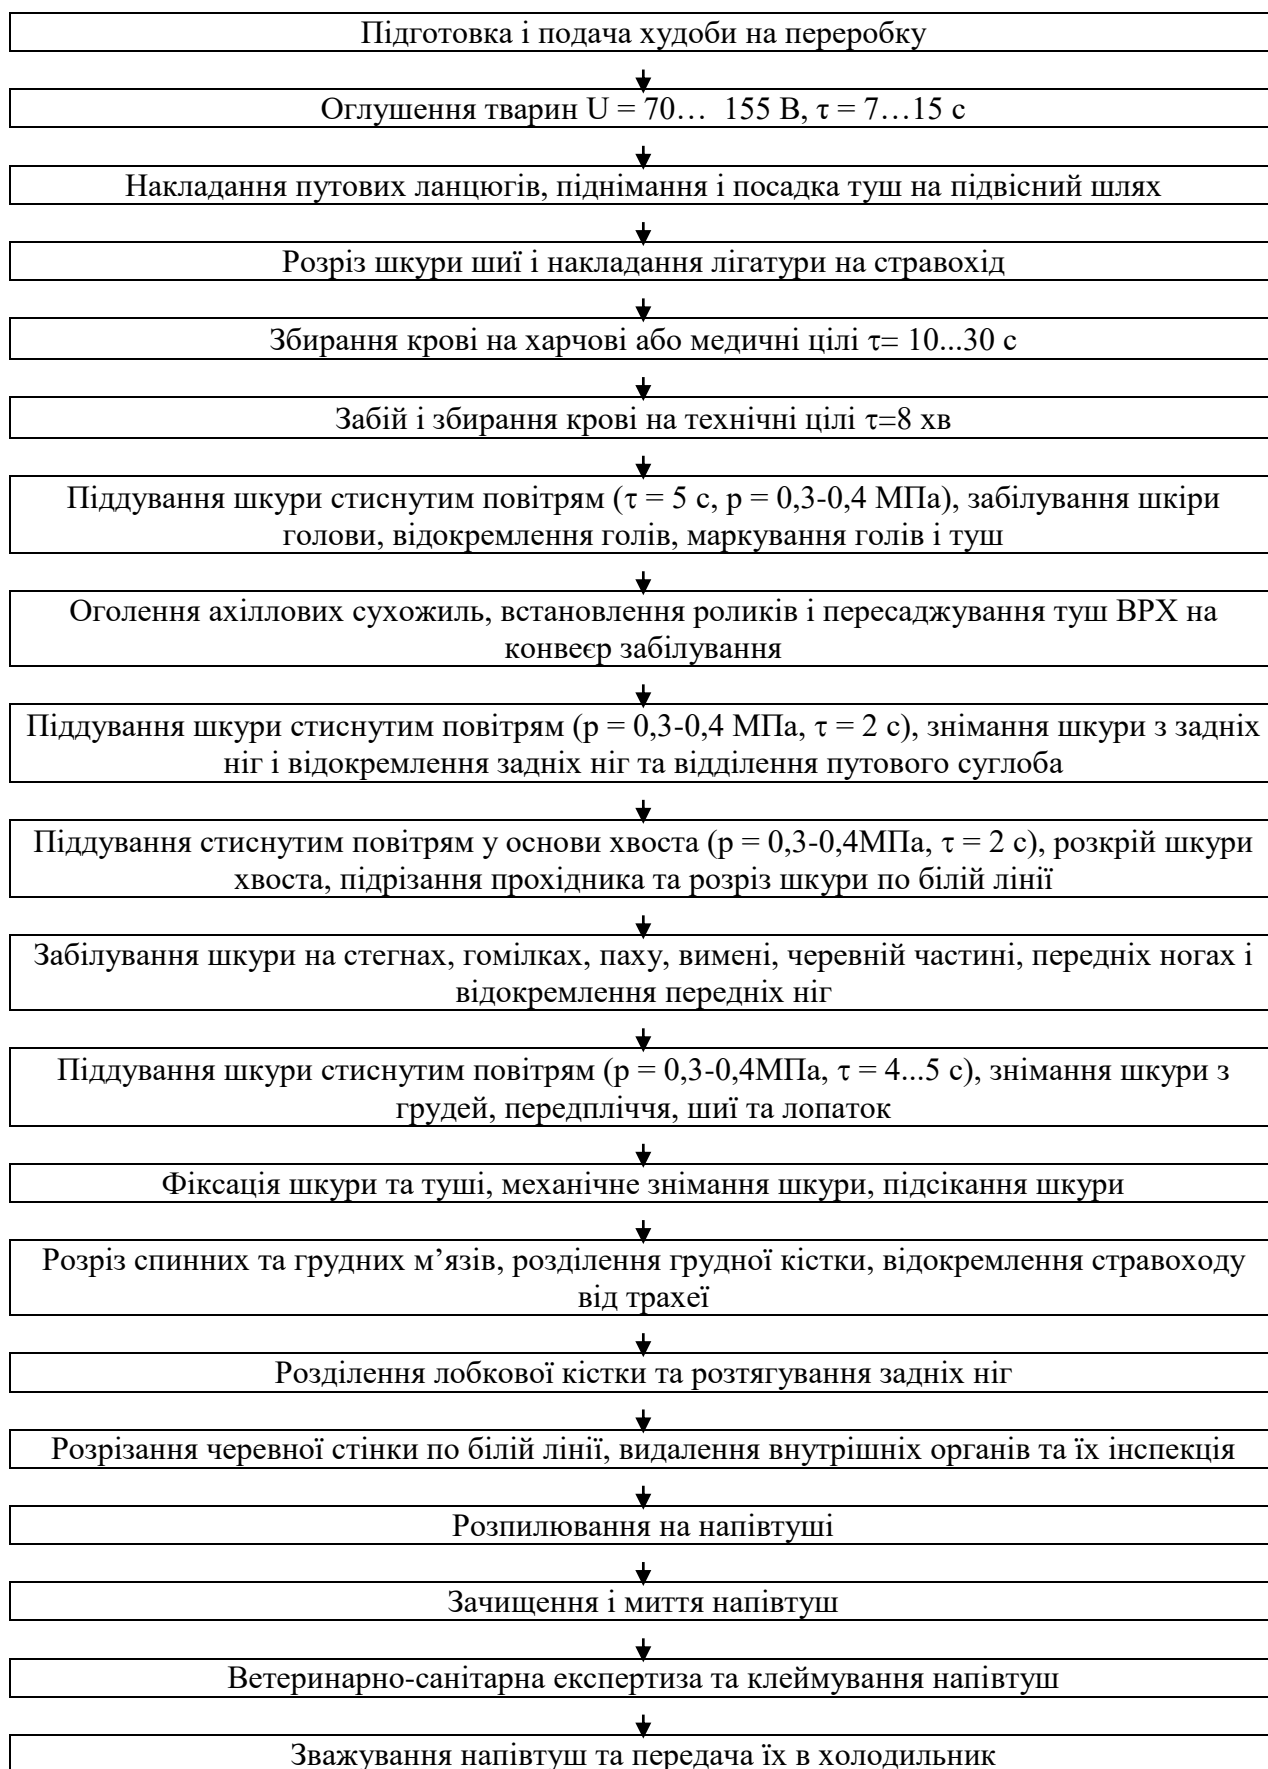 Підготовка і подача худоби на переробку
Оглушення тварин U = 70… 155 В, τ = 7…15 с
Накладання путових ланцюгів, піднімання і посадка туш на підвісний шлях
Розріз шкури шиї і накладання лігатури на стравохід
Збирання крові на харчові або медичні цілі τ= 10...30 с
Забій і збирання крові на технічні цілі τ=8 хв
Піддування шкури стиснутим повітрям (τ = 5 с, р = 0,3-0,4 МПа), забілування шкіри
голови, відокремлення голів, маркування голів і туш
Оголення ахіллових сухожиль, встановлення роликів і пересаджування туш ВРХ на
конвеєр забілування
Піддування шкури стиснутим повітрям (р = 0,3-0,4 МПа, τ = 2 с), знімання шкури з задніх
ніг і відокремлення задніх ніг та відділення путового суглоба
Піддування стиснутим повітрям у основи хвоста (р = 0,3-0,4МПа, τ = 2 с), розкрій шкури
хвоста, підрізання прохідника та розріз шкури по білій лінії
Забілування шкури на стегнах, гомілках, паху, вимені, черевній частині, передніх ногах і
відокремлення передніх ніг
Піддування шкури стиснутим повітрям (р = 0,3-0,4МПа, τ = 4...5 с), знімання шкури з
грудей, передпліччя, шиї та лопаток
Фіксація шкури та туші, механічне знімання шкури, підсікання шкури
Розріз спинних та грудних м’язів, розділення грудної кістки, відокремлення стравоходу
від трахеї
Розділення лобкової кістки та розтягування задніх ніг
Розрізання черевної стінки по білій лінії, видалення внутрішніх органів та їх інспекція
Розпилювання на напівтуші
Зачищення і миття напівтуш
Ветеринарно-санітарна експертиза та клеймування напівтуш
Зважування напівтуш та передача їх в холодильник